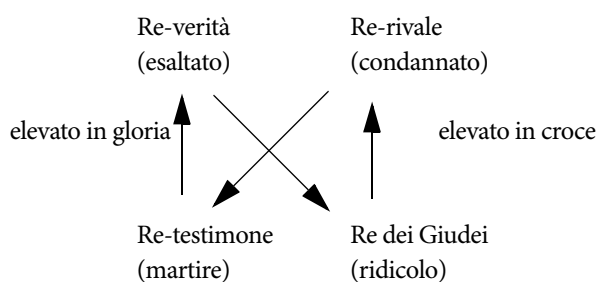 Re-verità
(esaltato)
Re-rivale
(condannato)
elevato in gloria
elevato in croce
Re-testimone
(martire)
Re dei Giudei
(ridicolo)